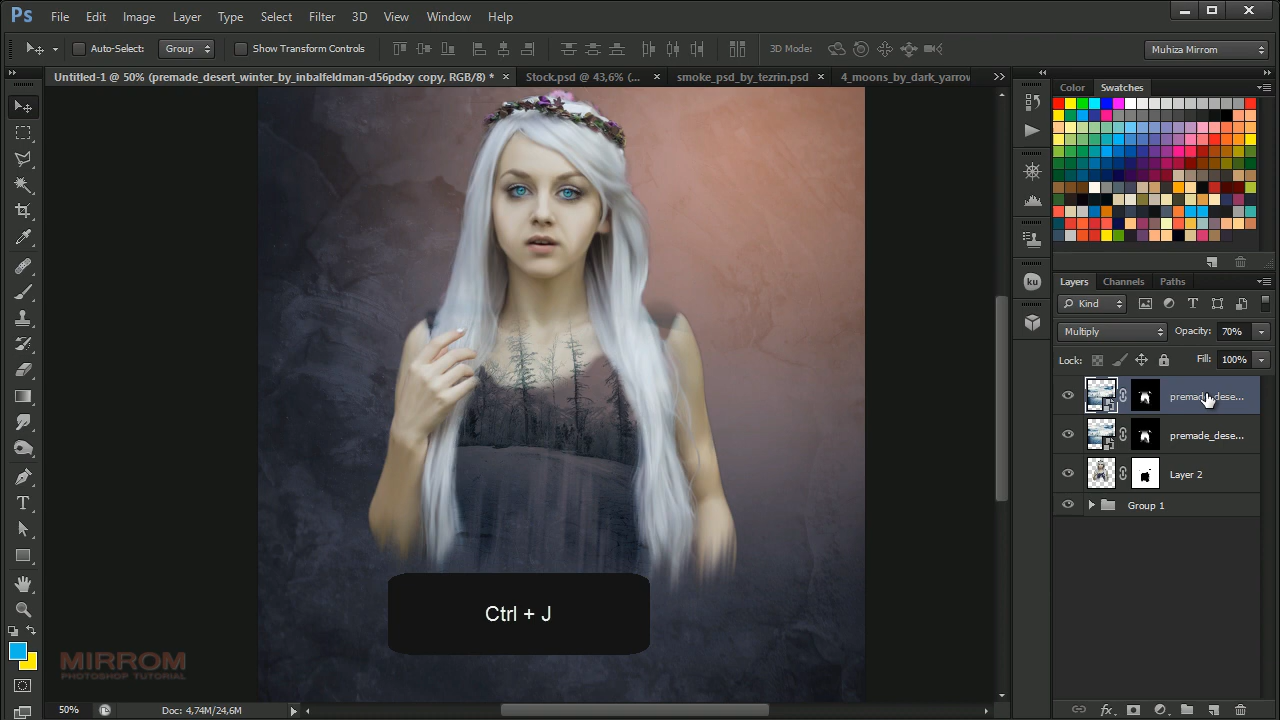 Ps File Edit Image Layer Type Select Filter 3D View Window Help
Auto-Select: Group Show Transform Controls 3D Mode: Muhiza Mirrom
Untitled-1 @ 50% (premade_desert_winter_by_inbalfeldman-d56pdxy copy, RGB/8) * × Stock.psd @ 43,6% (... × smoke_psd_by_tezrin.psd × 4_moons_by_dark_yarrow
Color Swatches
Layers Channels Paths
Kind
Multiply Opacity: 70%
Lock: Fill: 100%
premade_dese...
premade_dese...
Layer 2
Group 1
Ctrl + J
MIRROM
PHOTOSHOP TUTORIAL
50% Doc: 4,74M/24,6M